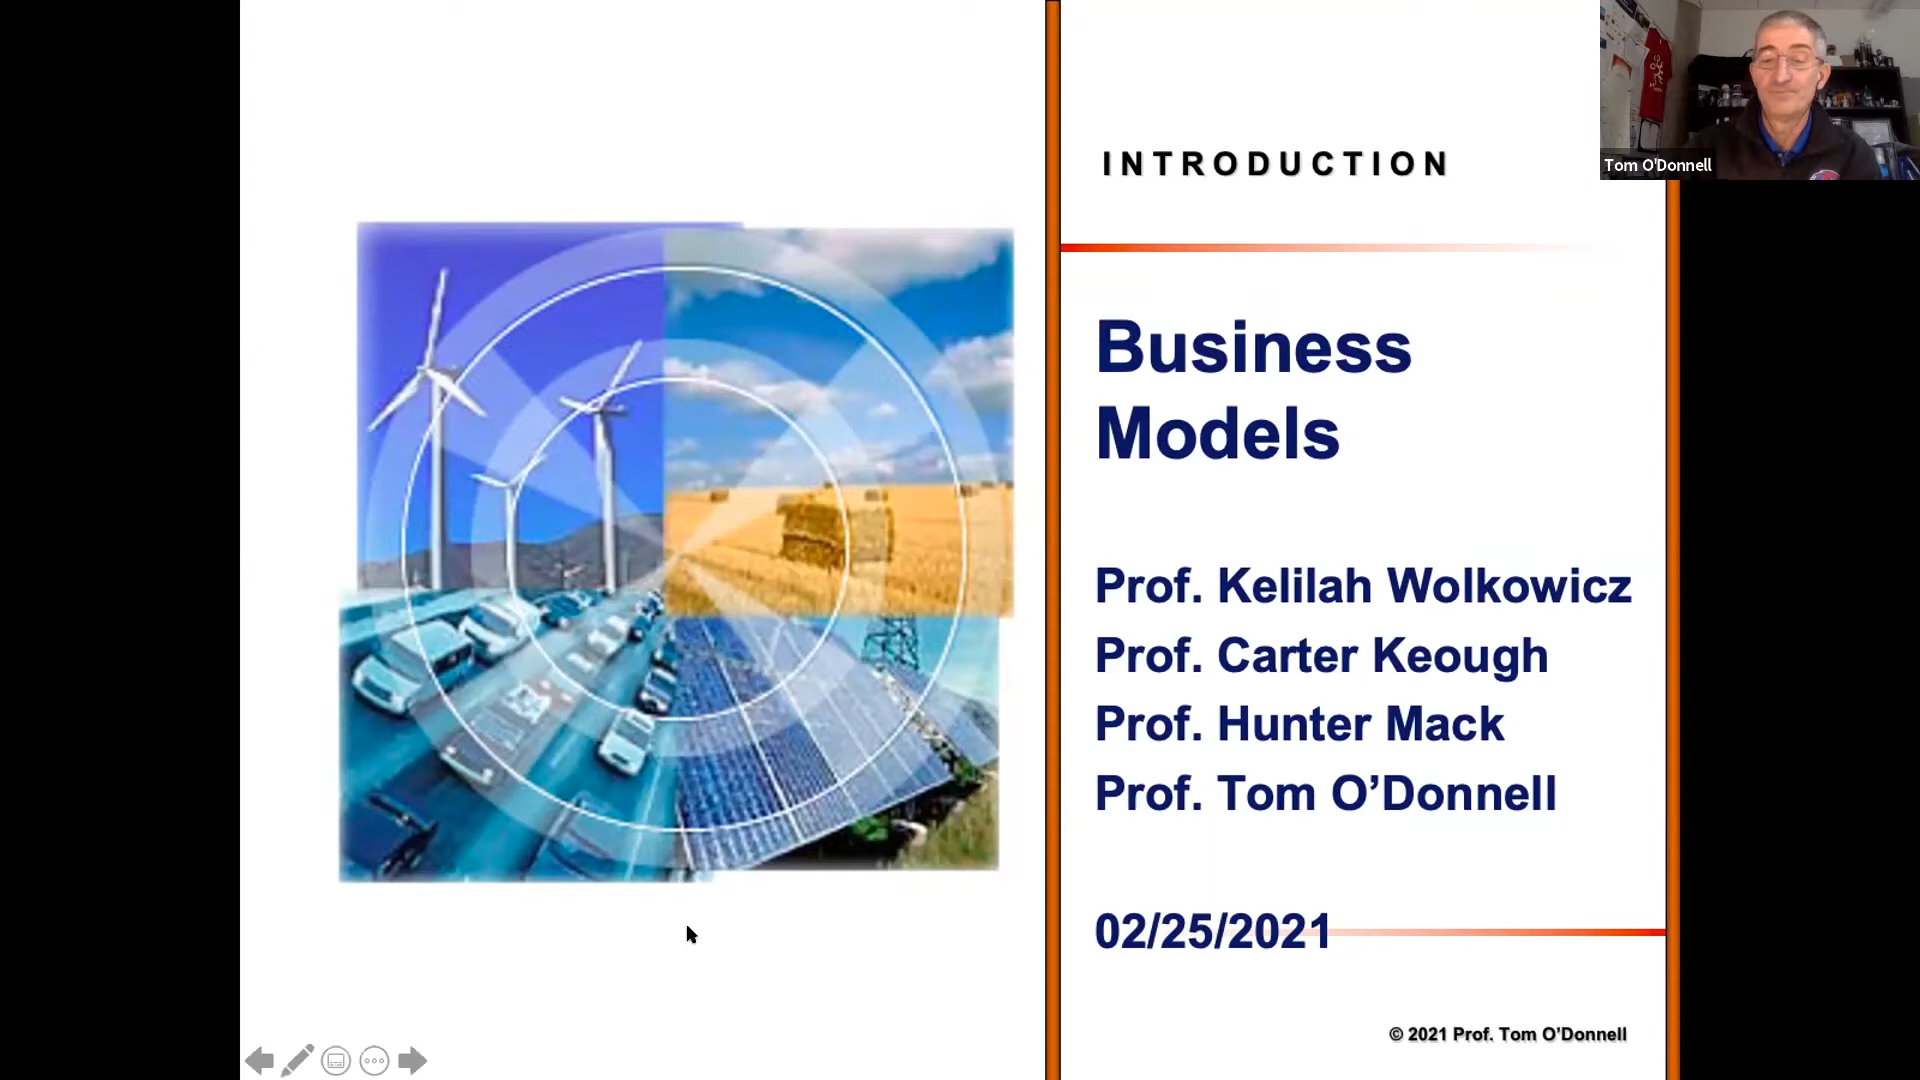 INTRODUCTION
Business
Models
Prof. Kelilah Wolkowicz
Prof. Carter Keough
Prof. Hunter Mack
Prof. Tom O’Donnell
02/25/2021
© 2021 Prof. Tom O’Donnell
Tom O'Donnell